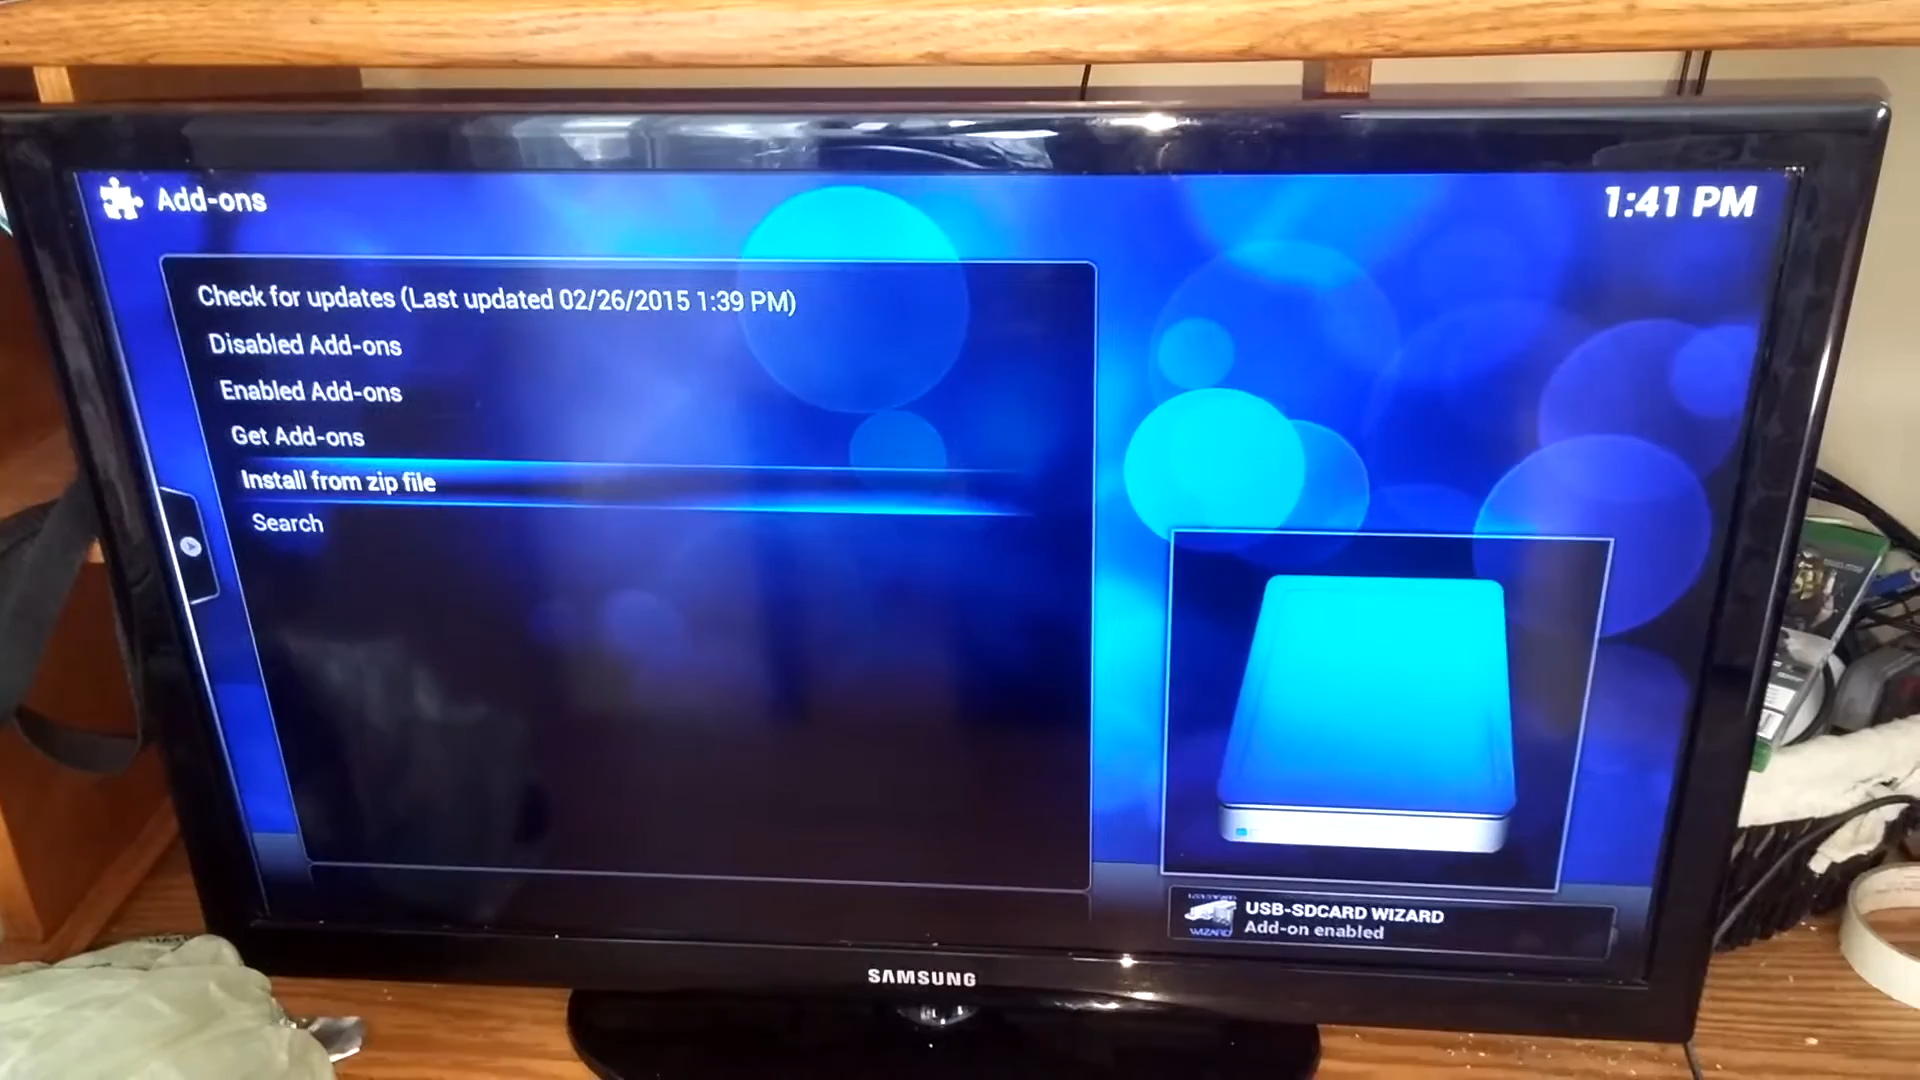 Add-ons
1:41 PM
Check for updates (Last updated 02/26/2015 1:39 PM)
Disabled Add-ons
Enabled Add-ons
Get Add-ons
Install from zip file
Search
USB-SDCARD WIZARD
Add-on enabled
WIZARD
SAMSUNG